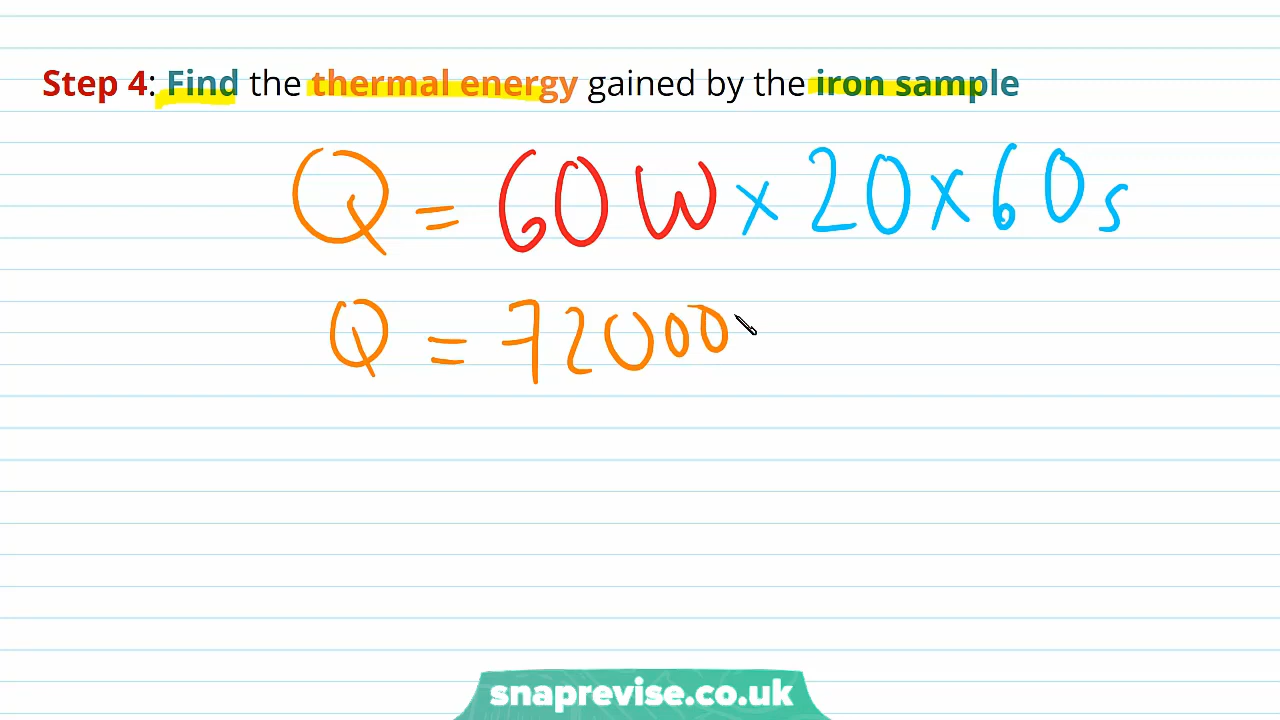 Step 4: Find the thermal energy gained by the iron sample
Q = 60W × 20 × 60s
Q = 72000
snaprevise.co.uk